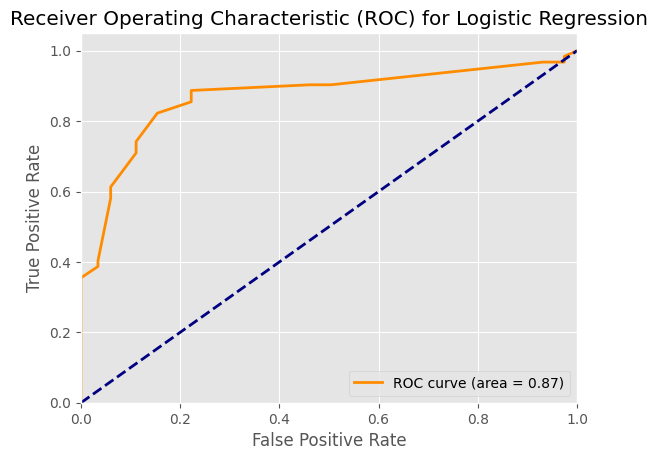 Receiver Operating Characteristic (ROC) for Logistic Regression
1.0
0.8
0.6
0.4
0.2
0.0
True Positive Rate
ROC curve (area = 0.87)
0.0 0.2 0.4 0.6 0.8 1.0
False Positive Rate